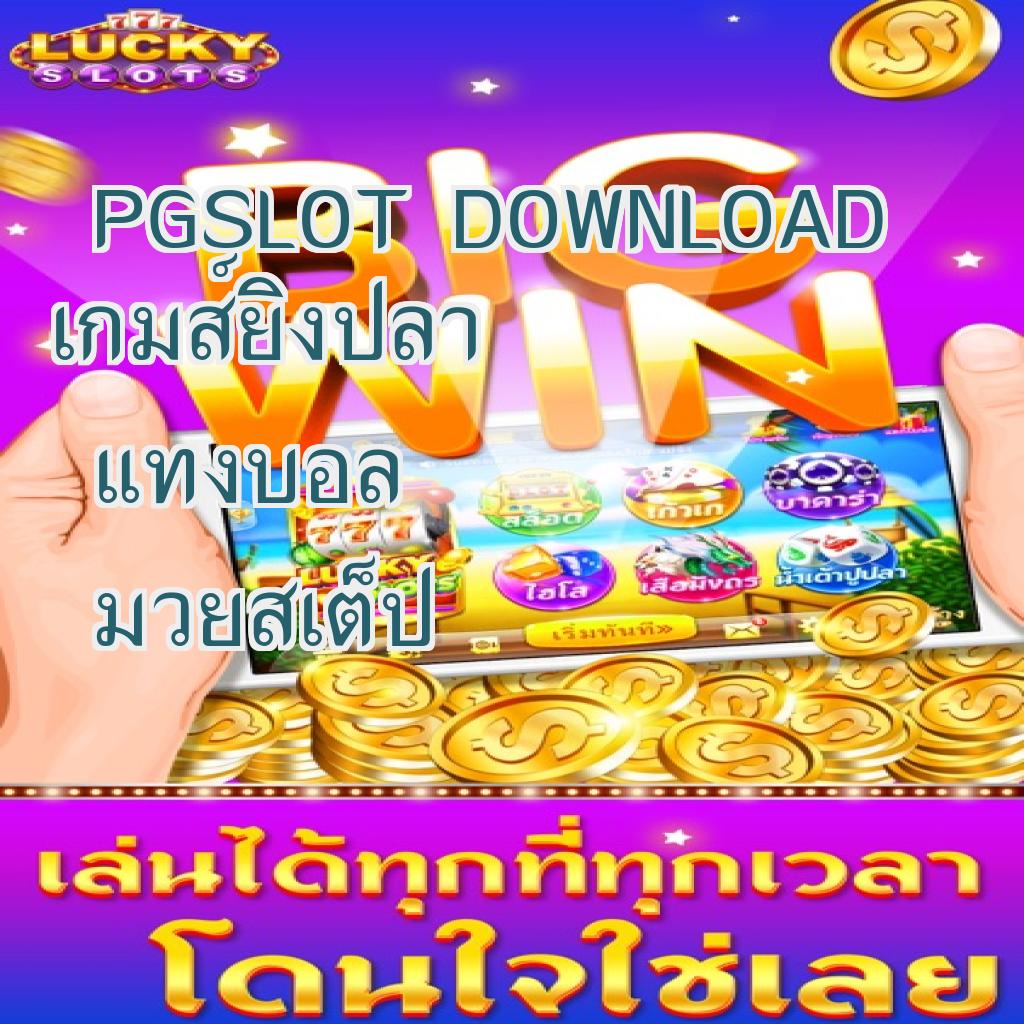 777
LUCKY
SLOTS
BIG
WIN
PGSLOT DOWNLOAD
เกมส์ยิงปลา
แทงบอล
มวยสเต็ป
777
LUCKY
สล็อต
เก้าเก
บาคาร่า
ไฮโล
เสือมังกร
น้ำเต้าปูปลา
เริ่มทันที»
เล่นได้ทุกที่ทุกเวลา
โดนใจใช่เลย